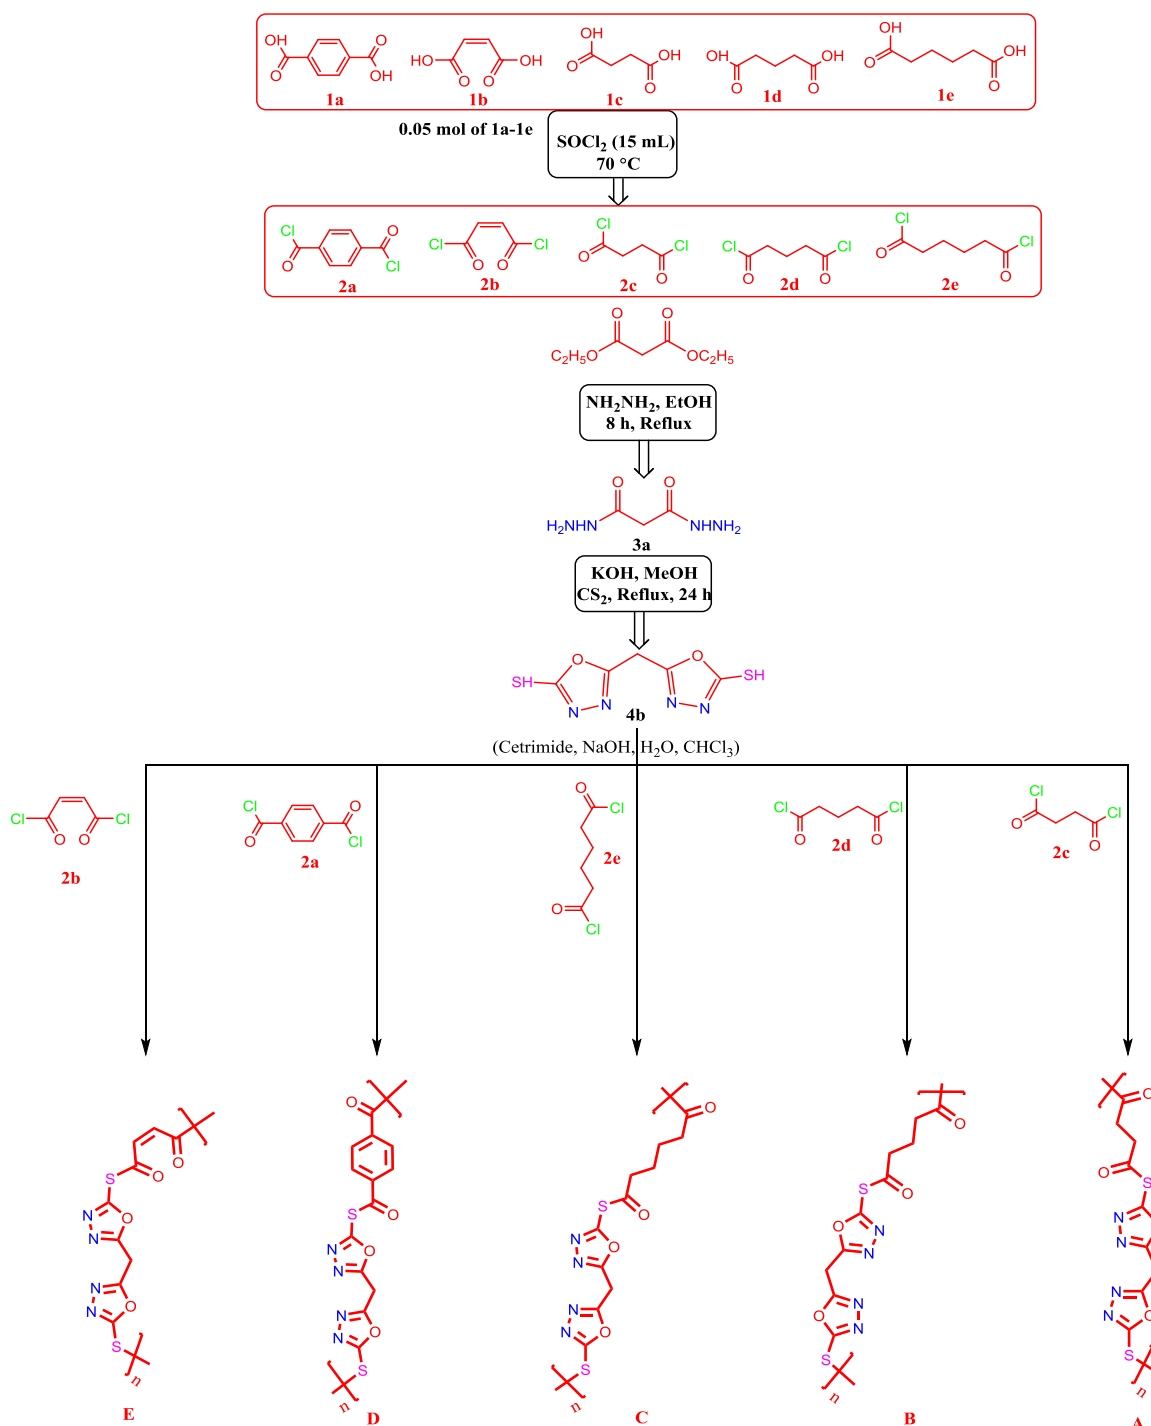 OH O O OH
1a
HO O O OH
1b
OH O OH O
1c
HO O OH O
1d
OH O OH O
1e
0.05 mol of 1a-1e
SOCl₂ (15 mL)
70 °C
Cl O O Cl
2a
Cl O O Cl
2b
Cl O Cl O
2c
Cl O Cl O
2d
Cl O Cl O
2e
O O
C₂H₅O OC₂H₅
NH₂NH₂, EtOH
8 h, Reflux
O O
H₂NHN NHNH₂
3a
KOH, MeOH
CS₂, Reflux, 24 h
O O
SH SH
N N N N
4b
(Cetrimide, NaOH, H₂O, CHCl₃)
Cl O O Cl
2b
Cl O O Cl
2a
O Cl O Cl
2e
Cl O Cl O
2d
Cl O Cl O
2c
O O S N N O N N O S n
E
O O S N N O N N O S n
D
O O S N N O N N O S n
C
O O S O N N O N N S n
B
O O S N N O N N O S n
A